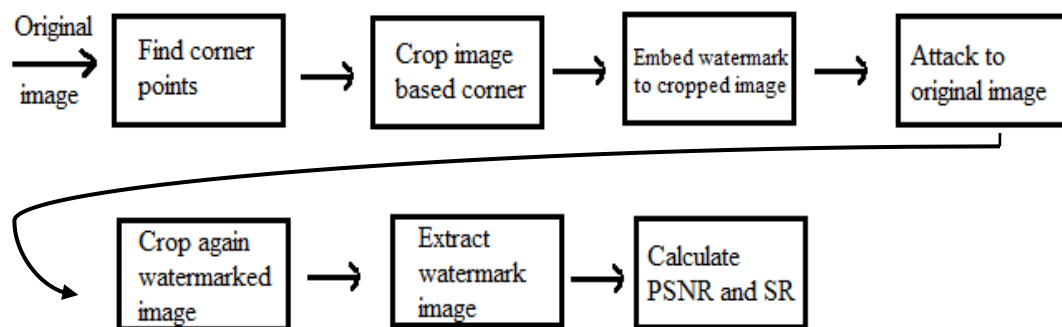 Original
image
Find corner
points
Crop image
based corner
Embed watermark
to cropped image
Attack to
original image
Crop again
watermarked
image
Extract
watermark
image
Calculate
PSNR and SR